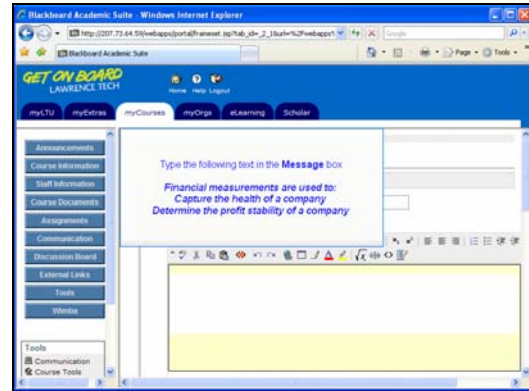 Blackboard Academic Suite - Windows Internet Explorer
Google
Blackboard Academic Suite
Page
Tools
GET ON BOARD
LAWRENCE TECH
Home Help Logout
myLTU myExtras myCourses myOrgs eLearning Scholar
Announcements
Course Information
Staff Information
Course Documents
Assignments
Communication
Discussion Board
External Links
Tools
Wimba
Type the following text in the Message box
Financial measurements are used to:
Capture the health of a company
Determine the profit stability of a company
Tools
Communication
Course Tools